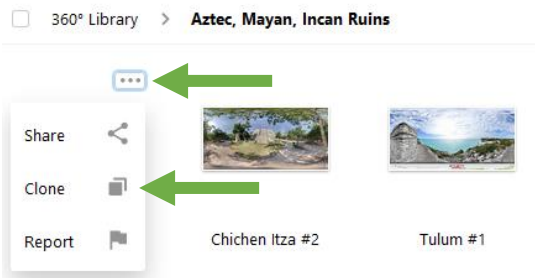 360° Library > Aztec, Mayan, Incan Ruins
Share
Clone
Report
Chichen Itza #2
Tulum #1